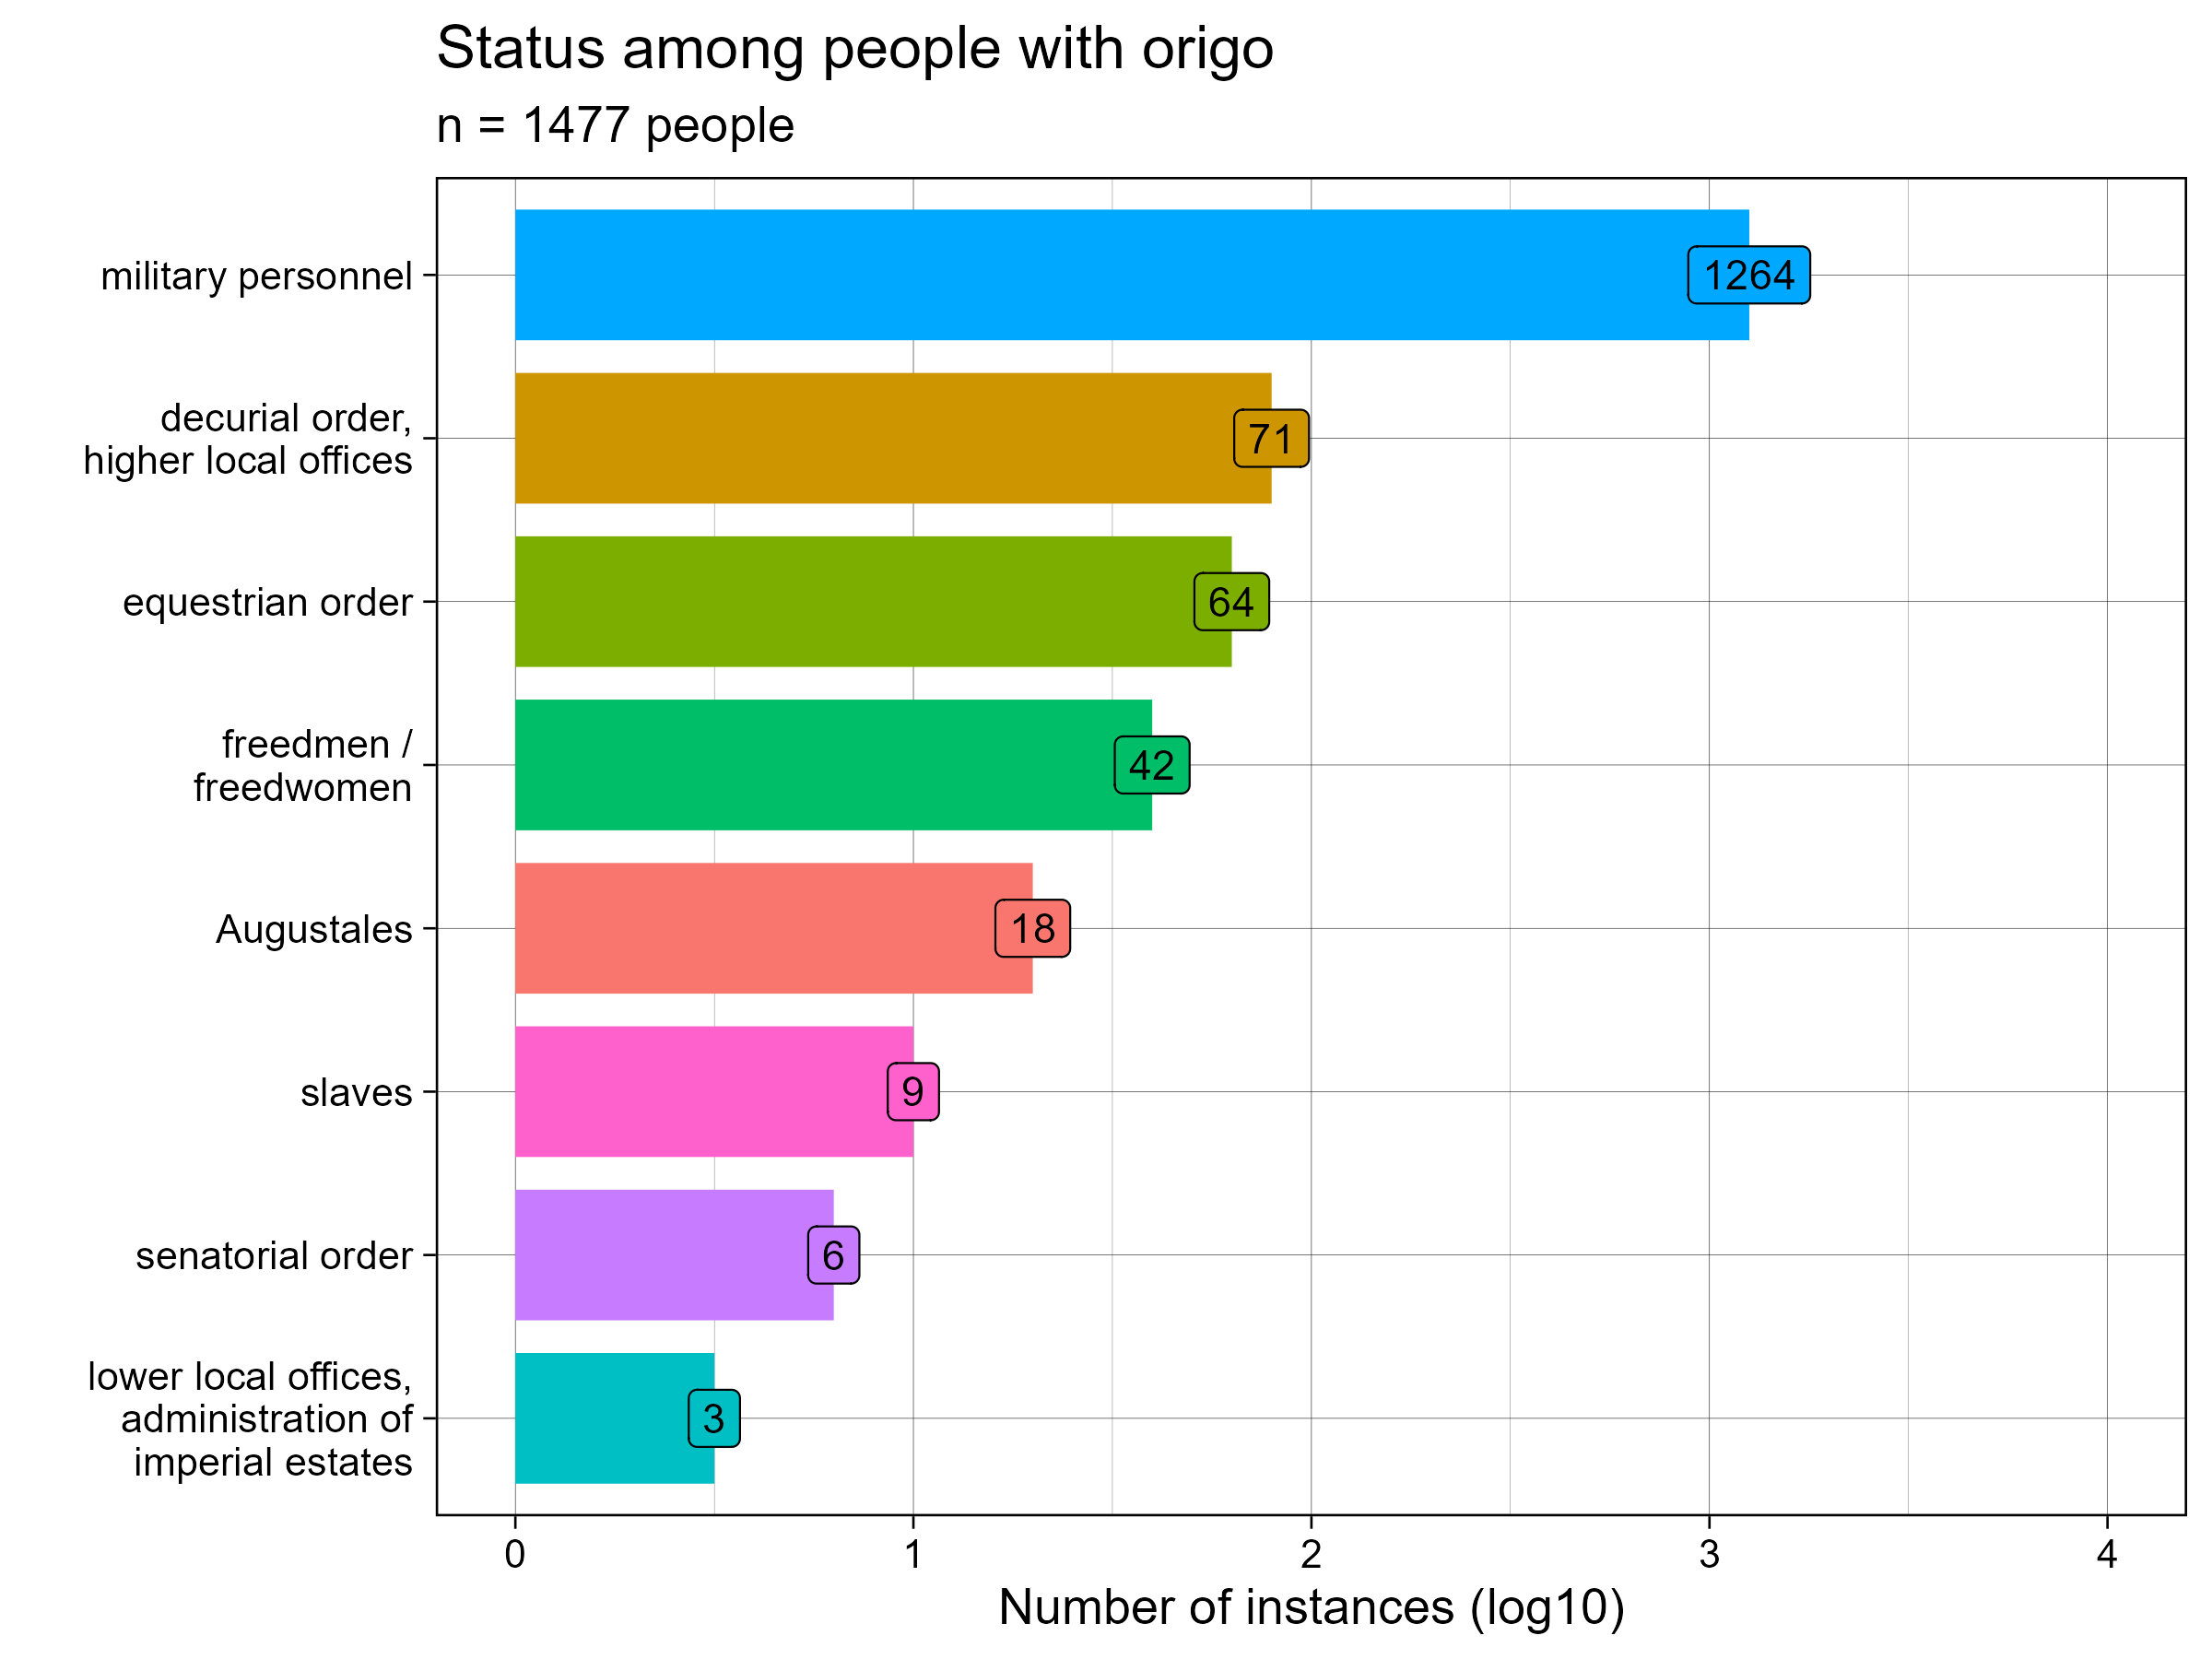 Status among people with origo
n = 1477 people
military personnel
1264
decurial order,
higher local offices
71
equestrian order
64
freedmen /
freedwomen
42
Augustales
18
slaves
9
senatorial order
6
lower local offices,
administration of
imperial estates
3
0 1 2 3 4
Number of instances (log10)